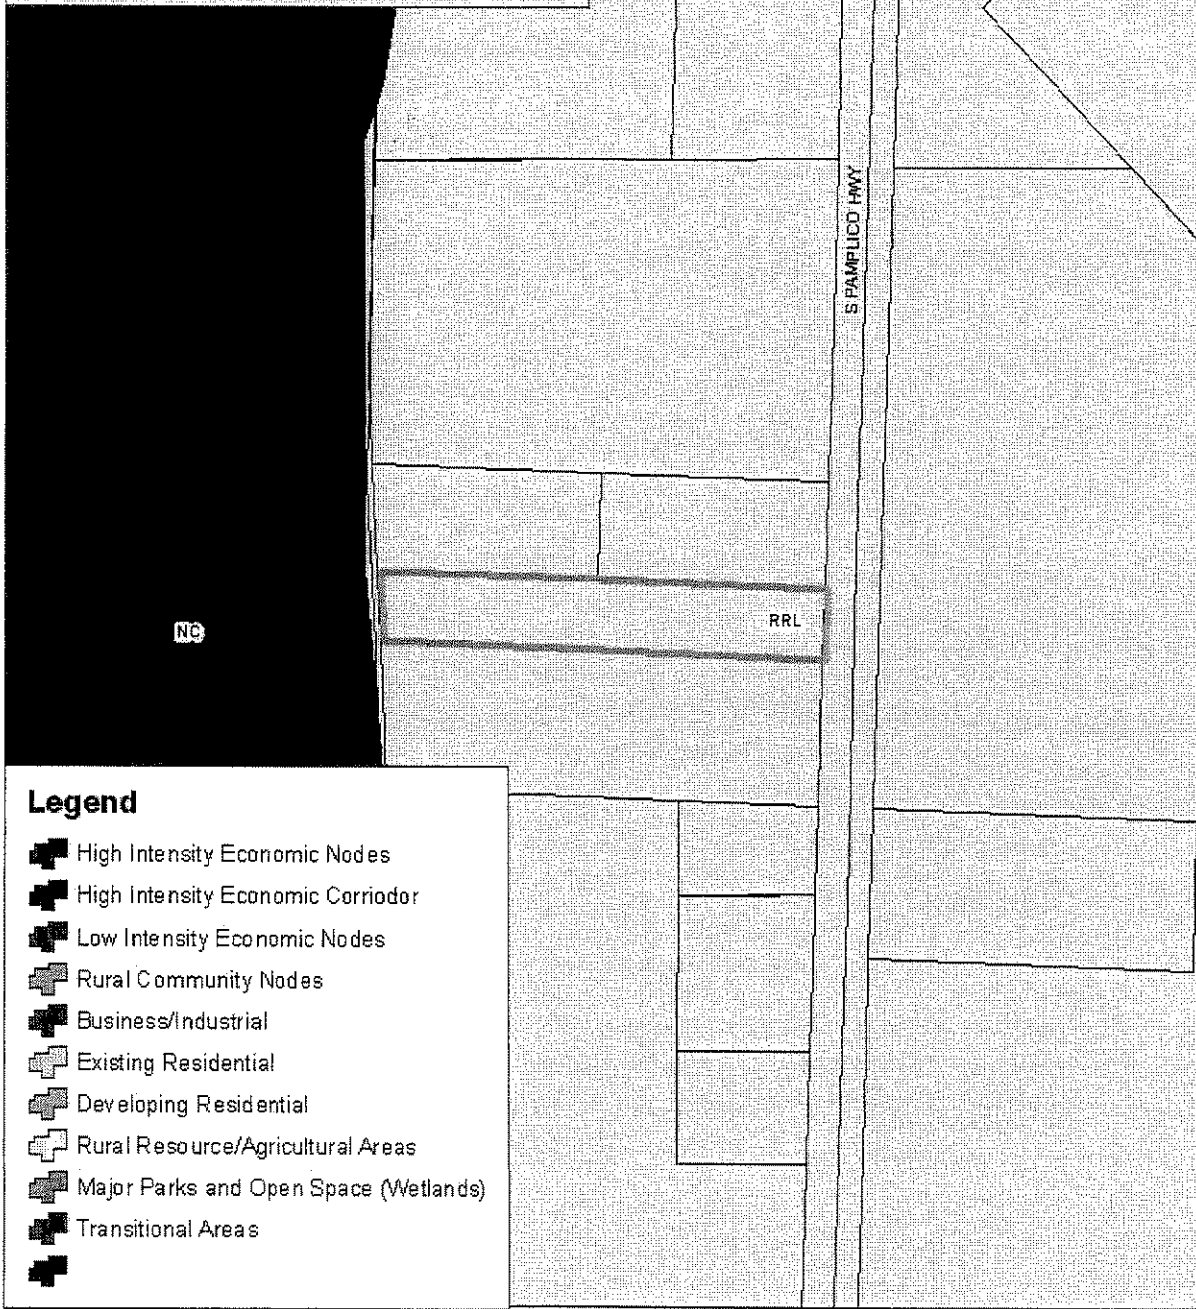 S PAMPLICO HWY
RRL
NC
Legend
High Intensity Economic Nodes
High Intensity Economic Corriodor
Low Intensity Economic Nodes
Rural Community Nodes
Business/Industrial
Existing Residential
Developing Residential
Rural Resource/Agricultural Areas
Major Parks and Open Space (Wetlands)
Transitional Areas